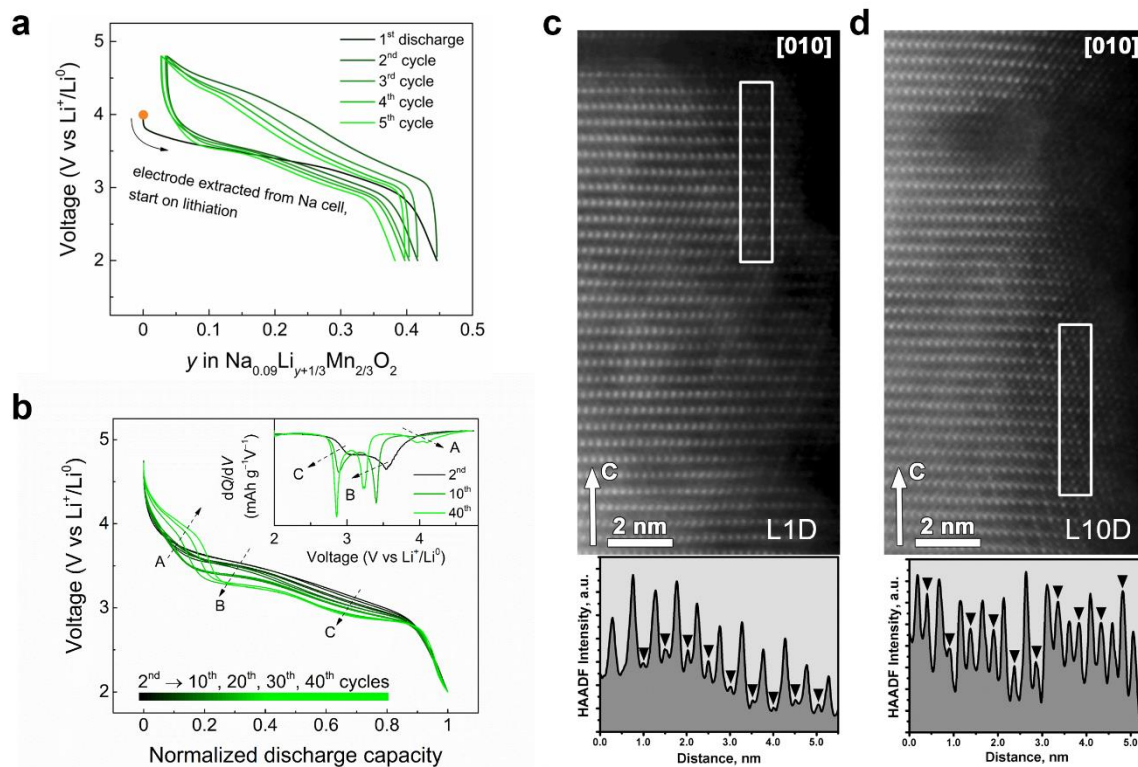 a
Voltage (V vs Li⁺/Li⁰)
5
4
3
2
0
0.1
0.2
0.3
0.4
0.5
y in Na₀.₀₉Liy+1/3Mn2/3O₂
1st discharge
2nd cycle
3rd cycle
4th cycle
5th cycle
electrode extracted from Na cell,
start on lithiation
b
Voltage (V vs Li⁺/Li⁰)
5
4
3
2
0
0.2
0.4
0.6
0.8
1
Normalized discharge capacity
A
B
C
2nd → 10th, 20th, 30th, 40th cycles
dQ/dV
(mAh g⁻¹V⁻¹)
A
C
B
2nd
10th
40th
2
3
4
Voltage (V vs Li⁺/Li⁰)
c
[010]
C
2 nm
L1D
HAADF Intensity, a.u.
0.0
1.0
2.0
3.0
4.0
5.0
Distance, nm
d
[010]
C
2 nm
L10D
HAADF Intensity, a.u.
0.0
1.0
2.0
3.0
4.0
5.0
Distance, nm